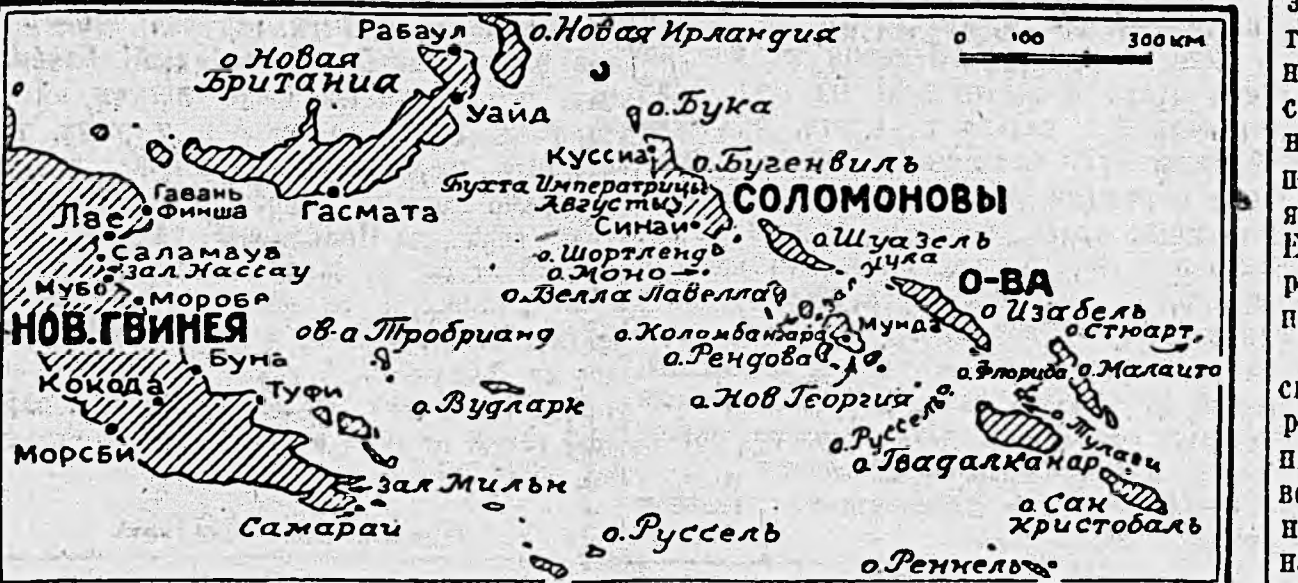 Рабаул
о. Новая Ирландия
0 100 300 км
о Новая
Британиа
Уайд
о. Бука
Куссиа
о. Бугенвиль
Бухта Императрицы
Августы
СОЛОМОНОВЫ
О-ВА
Гавань
Финша
Гасмата
Лае
Синаи
о Шуазель
Саламауа
о. Шортленд
зал Нассау
о. Моно
Мубо
Моробе
о. Велла Лавелла
о Изабель
о Стюарт
НОВ. ГВИНЕЯ
ов-а Тробрианд
о. Коломбангара
Мунда
о. Рендова
Буна
о. Флорида
о. Малаита
Кокода
Туфи
о. Вудларк
о. Нов Георгия
о. Руссель
Тулаги
Морсби
о Гвадалканар
зал Мильн
о. Сан
Кристобаль
Самараи
о. Руссель
о. Реннель